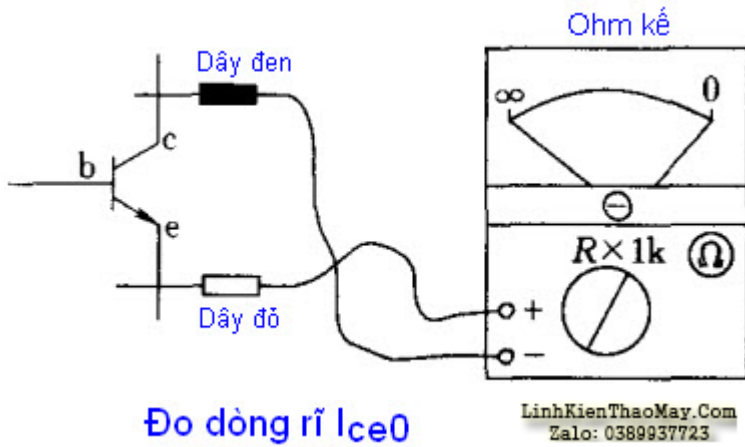 Ohm kế
Dây đen
∞ 0
c
b
e
R×1k Ω
Dây đỏ
+
−
Đo dòng rĩ Ice0
LinhKienThaoMay.Com
Zalo: 0389937723